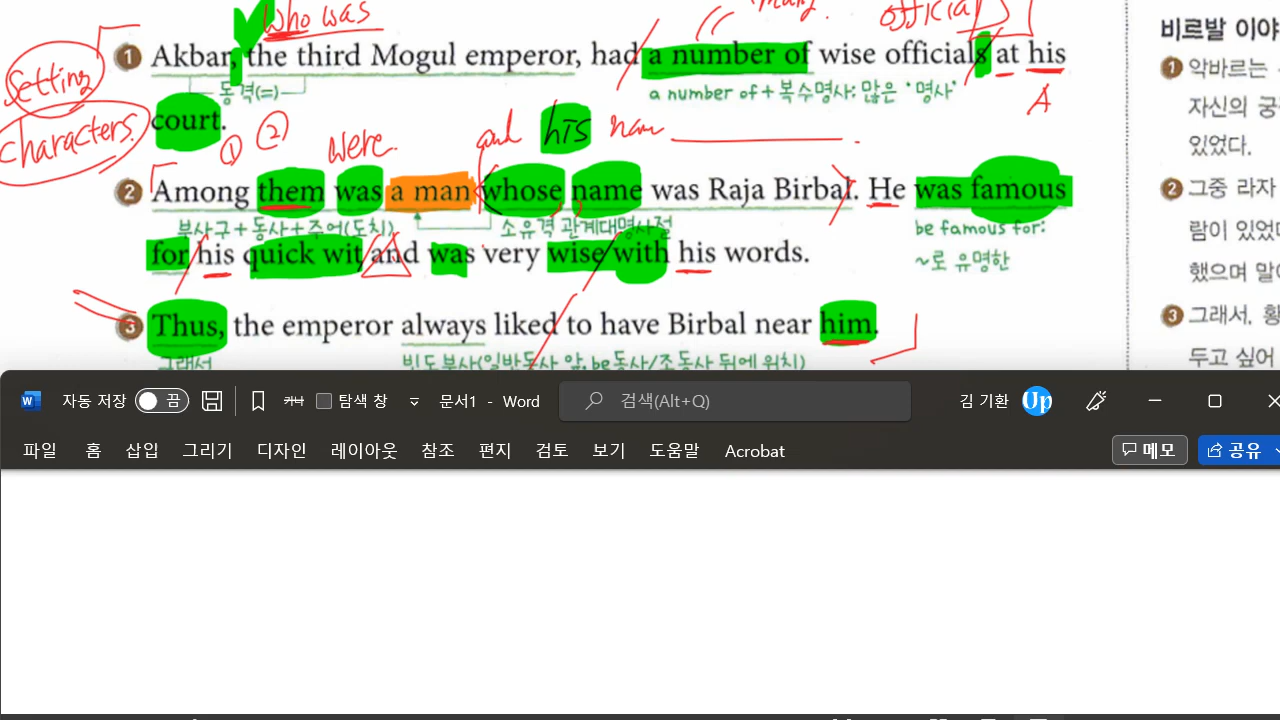 who was
many.
officials
Setting
① Akbar, the third Mogul emperor, had a number of wise officials at his
동격(=)
a number of + 복수명사: 많은 '명사'
A
Characters.
court.
① ②
were
and his name
② Among them was a man whose name was Raja Birbal. He was famous
부사구+동사+주어(도치)
소유격 관계대명사절
be famous for:
for his quick wit and was very wise with his words.
~로 유명한
③ Thus, the emperor always liked to have Birbal near him.
그래서
빈도부사(일반동사 앞, be동사/조동사 뒤에 위치)
비르발 이야
① 악바르는
자신의 궁
있었다.
② 그중 라자
람이 있었
했으며 말
③ 그래서, 황
두고 싶어
자동 저장 끔 가나 탐색 창 문서1 - Word 검색(Alt+Q) 김 기환 Up
파일 홈 삽입 그리기 디자인 레이아웃 참조 편지 검토 보기 도움말 Acrobat 메모 공유